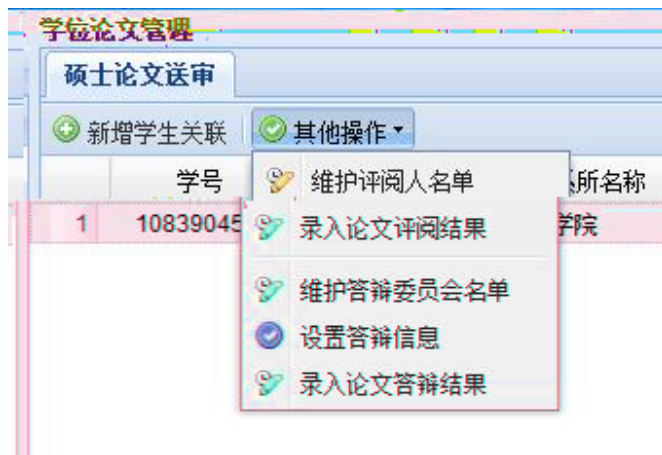 学位论文管理
硕士论文送审
新增学生关联 其他操作
学号 所名称
维护评阅人名单
1 10839045 学院
录入论文评阅结果
维护答辩委员会名单
设置答辩信息
录入论文答辩结果